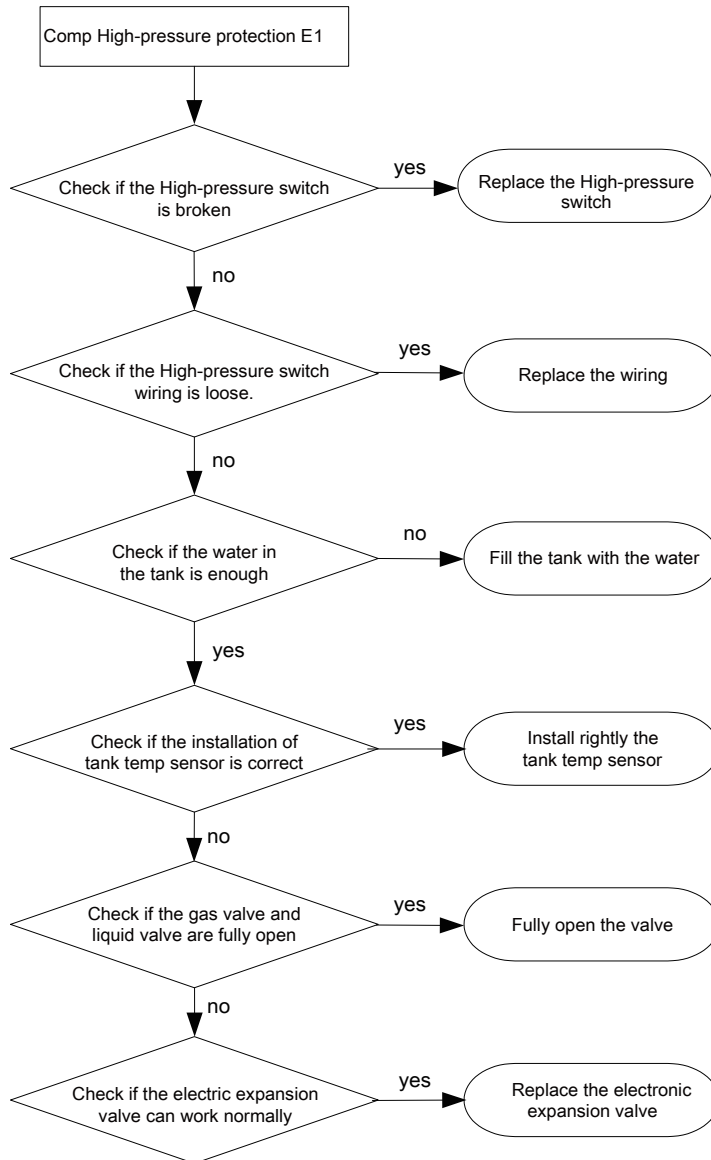 Comp High-pressure protection E1
Check if the High-pressure switch
is broken
yes
Replace the High-pressure
switch
no
Check if the High-pressure switch
wiring is loose.
yes
Replace the wiring
no
Check if the water in
the tank is enough
no
Fill the tank with the water
yes
Check if the installation of
tank temp sensor is correct
yes
Install rightly the
tank temp sensor
no
Check if the gas valve and
liquid valve are fully open
yes
Fully open the valve
no
Check if the electric expansion
valve can work normally
yes
Replace the electronic
expansion valve